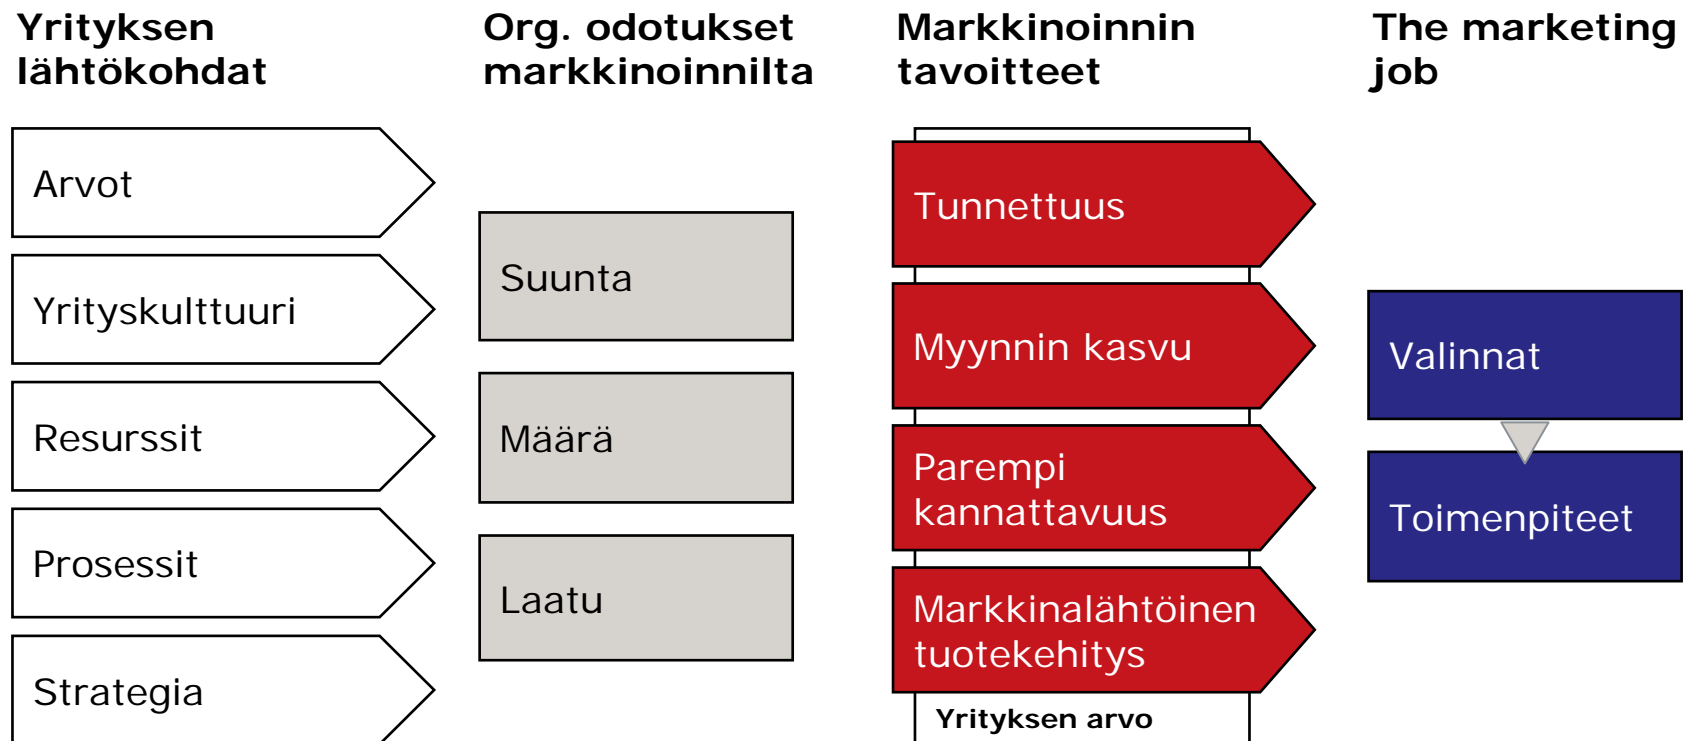 Yrityksen
lähtökohdat
Arvot
Yrityskulttuuri
Resurssit
Prosessit
Strategia
Org. odotukset
markkinoinnilta
Suunta
Määrä
Laatu
Markkinoinnin
tavoitteet
Tunnettuus
Myynnin kasvu
Parempi
kannattavuus
Markkinalähtöinen
tuotekehitys
Yrityksen arvo
The marketing
job
Valinnat
Toimenpiteet